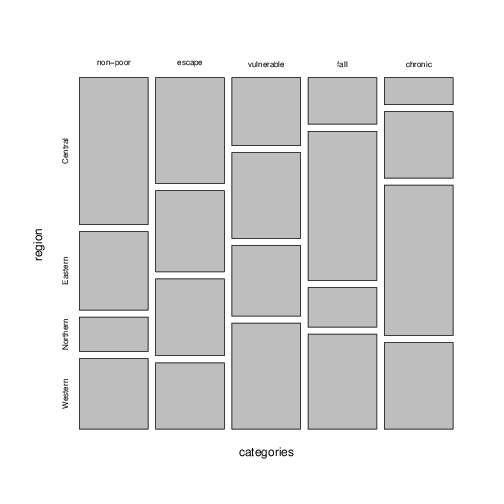 non-poor escape vulnerable fall chronic
Central
Eastern
Northern
Western
region
categories